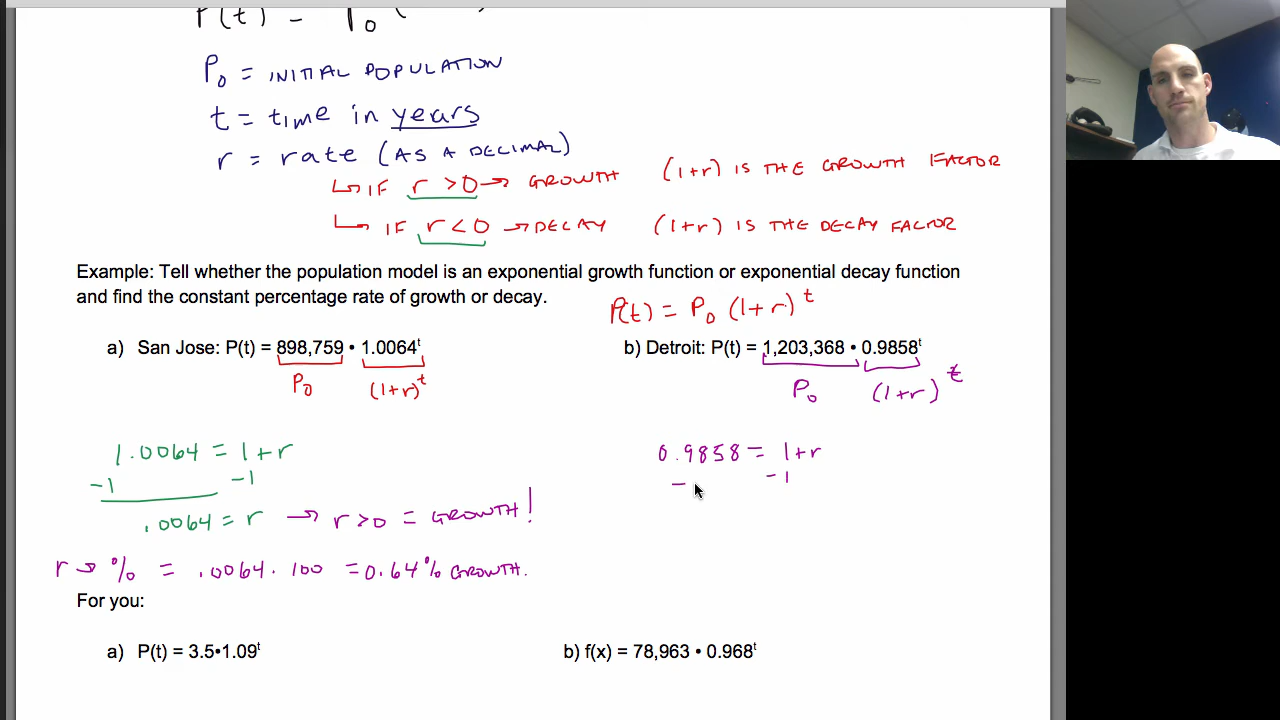 P(t) = P₀ (
P₀ = INITIAL POPULATION
t = time in years
r = rate (AS A DECIMAL)
↳ IF r > 0 → GROWTH (1+r) IS THE GROWTH FACTOR
↳ IF r < 0 → DECAY (1+r) IS THE DECAY FACTOR
Example: Tell whether the population model is an exponential growth function or exponential decay function
and find the constant percentage rate of growth or decay.
P(t) = P₀ (1+r)ᵗ
a) San Jose: P(t) = 898,759 • 1.0064ᵗ
b) Detroit: P(t) = 1,203,368 • 0.9858ᵗ
P₀ (1+r)ᵗ
P₀ (1+r)ᵗ
1.0064 = 1+r
-1 -1
.0064 = r → r > 0 = GROWTH!
r → % = .0064 · 100 = 0.64% GROWTH.
0.9858 = 1+r
- -1
For you:
a) P(t) = 3.5•1.09ᵗ
b) f(x) = 78,963 • 0.968ᵗ